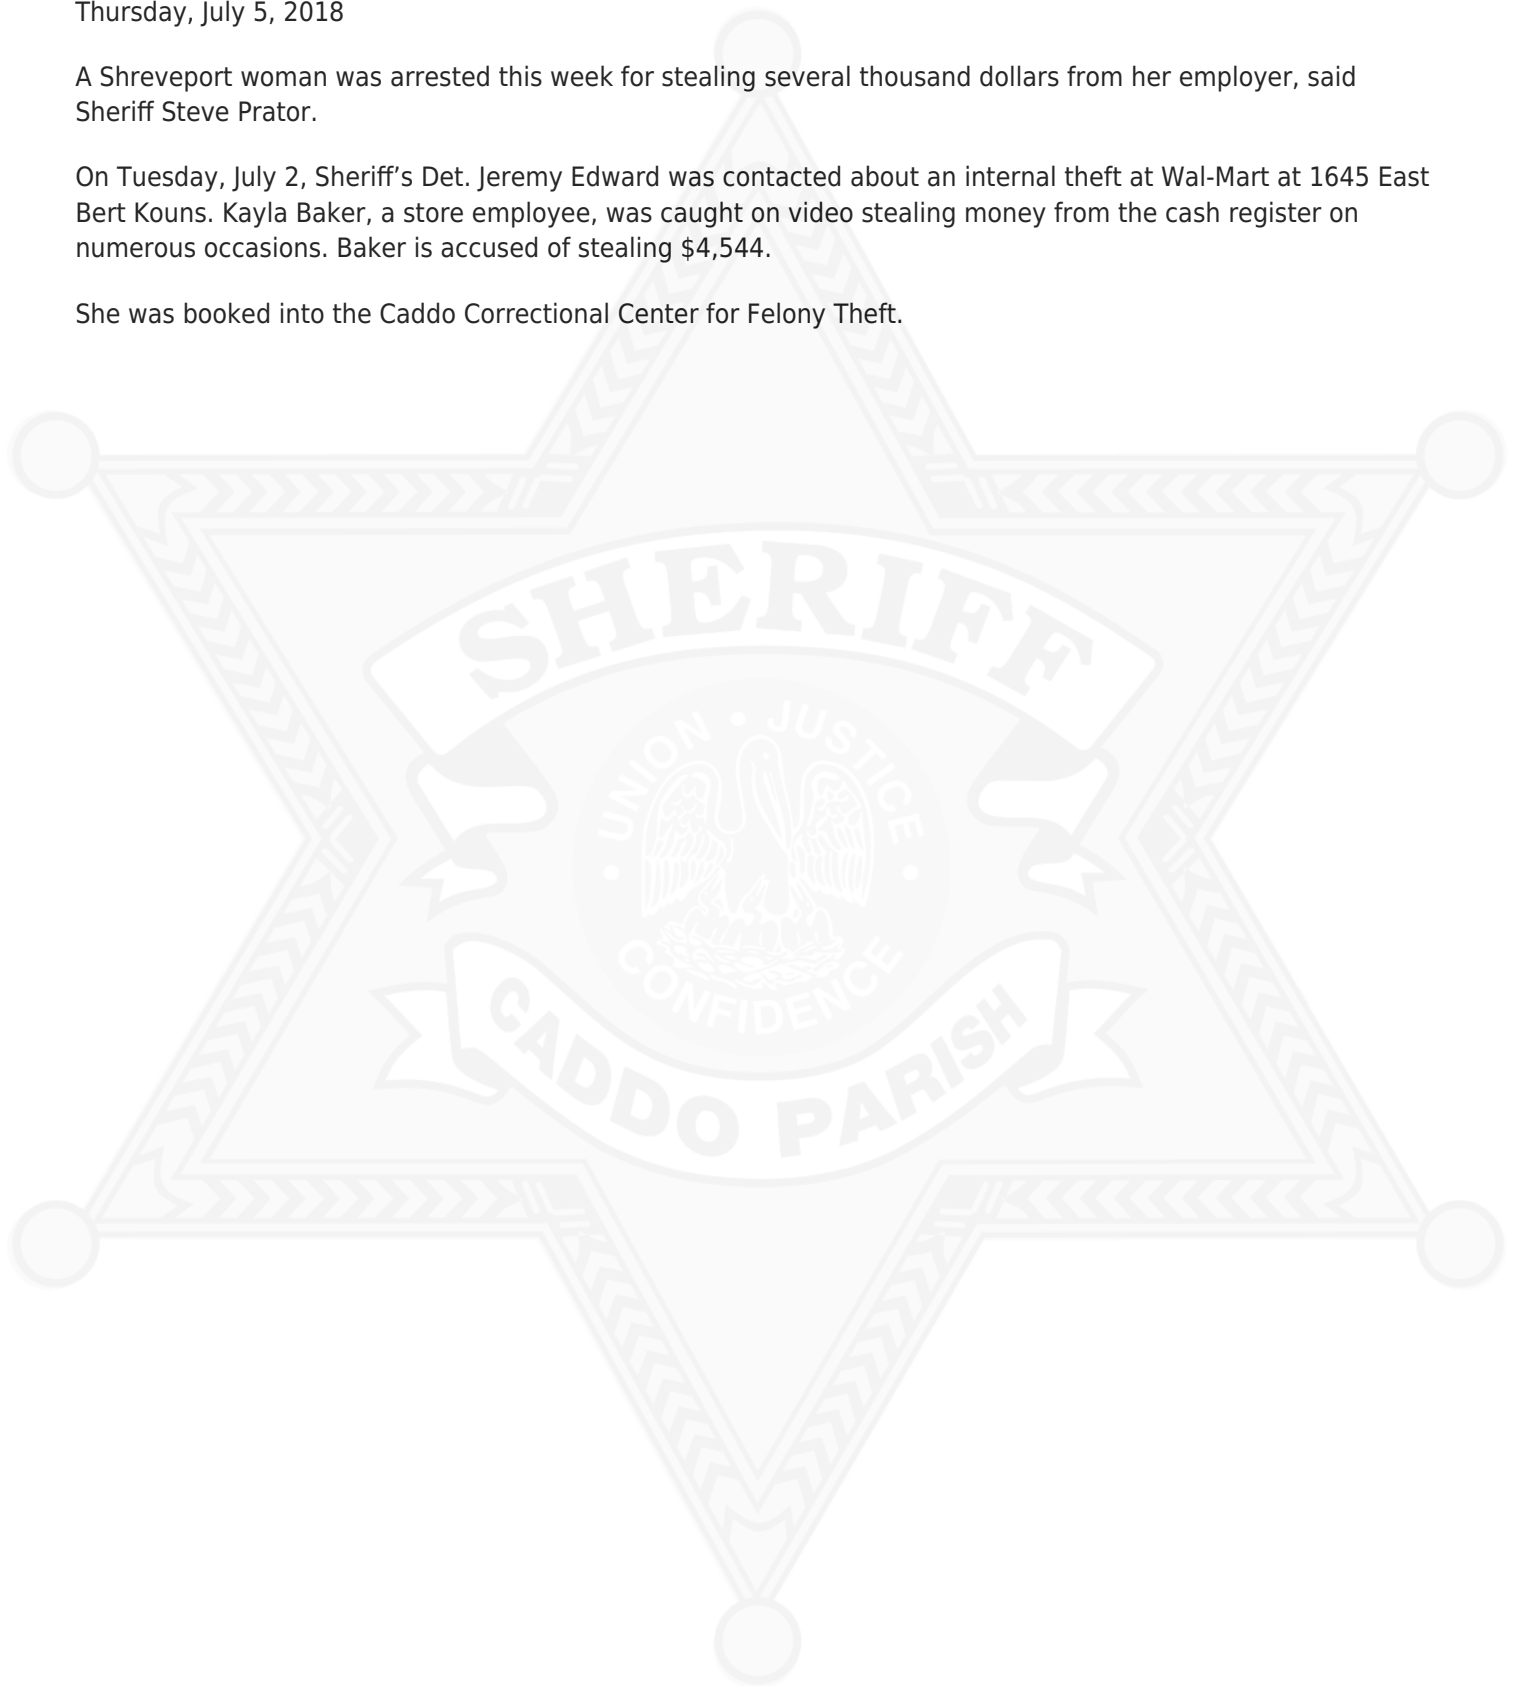 Thursday, July 5, 2018
A Shreveport woman was arrested this week for stealing several thousand dollars from her employer, said
Sheriff Steve Prator.
On Tuesday, July 2, Sheriff’s Det. Jeremy Edward was contacted about an internal theft at Wal-Mart at 1645 East
Bert Kouns. Kayla Baker, a store employee, was caught on video stealing money from the cash register on
numerous occasions. Baker is accused of stealing $4,544.
She was booked into the Caddo Correctional Center for Felony Theft.
SHERIFF
UNION • JUSTICE
• CONFIDENCE •
CADDO PARISH